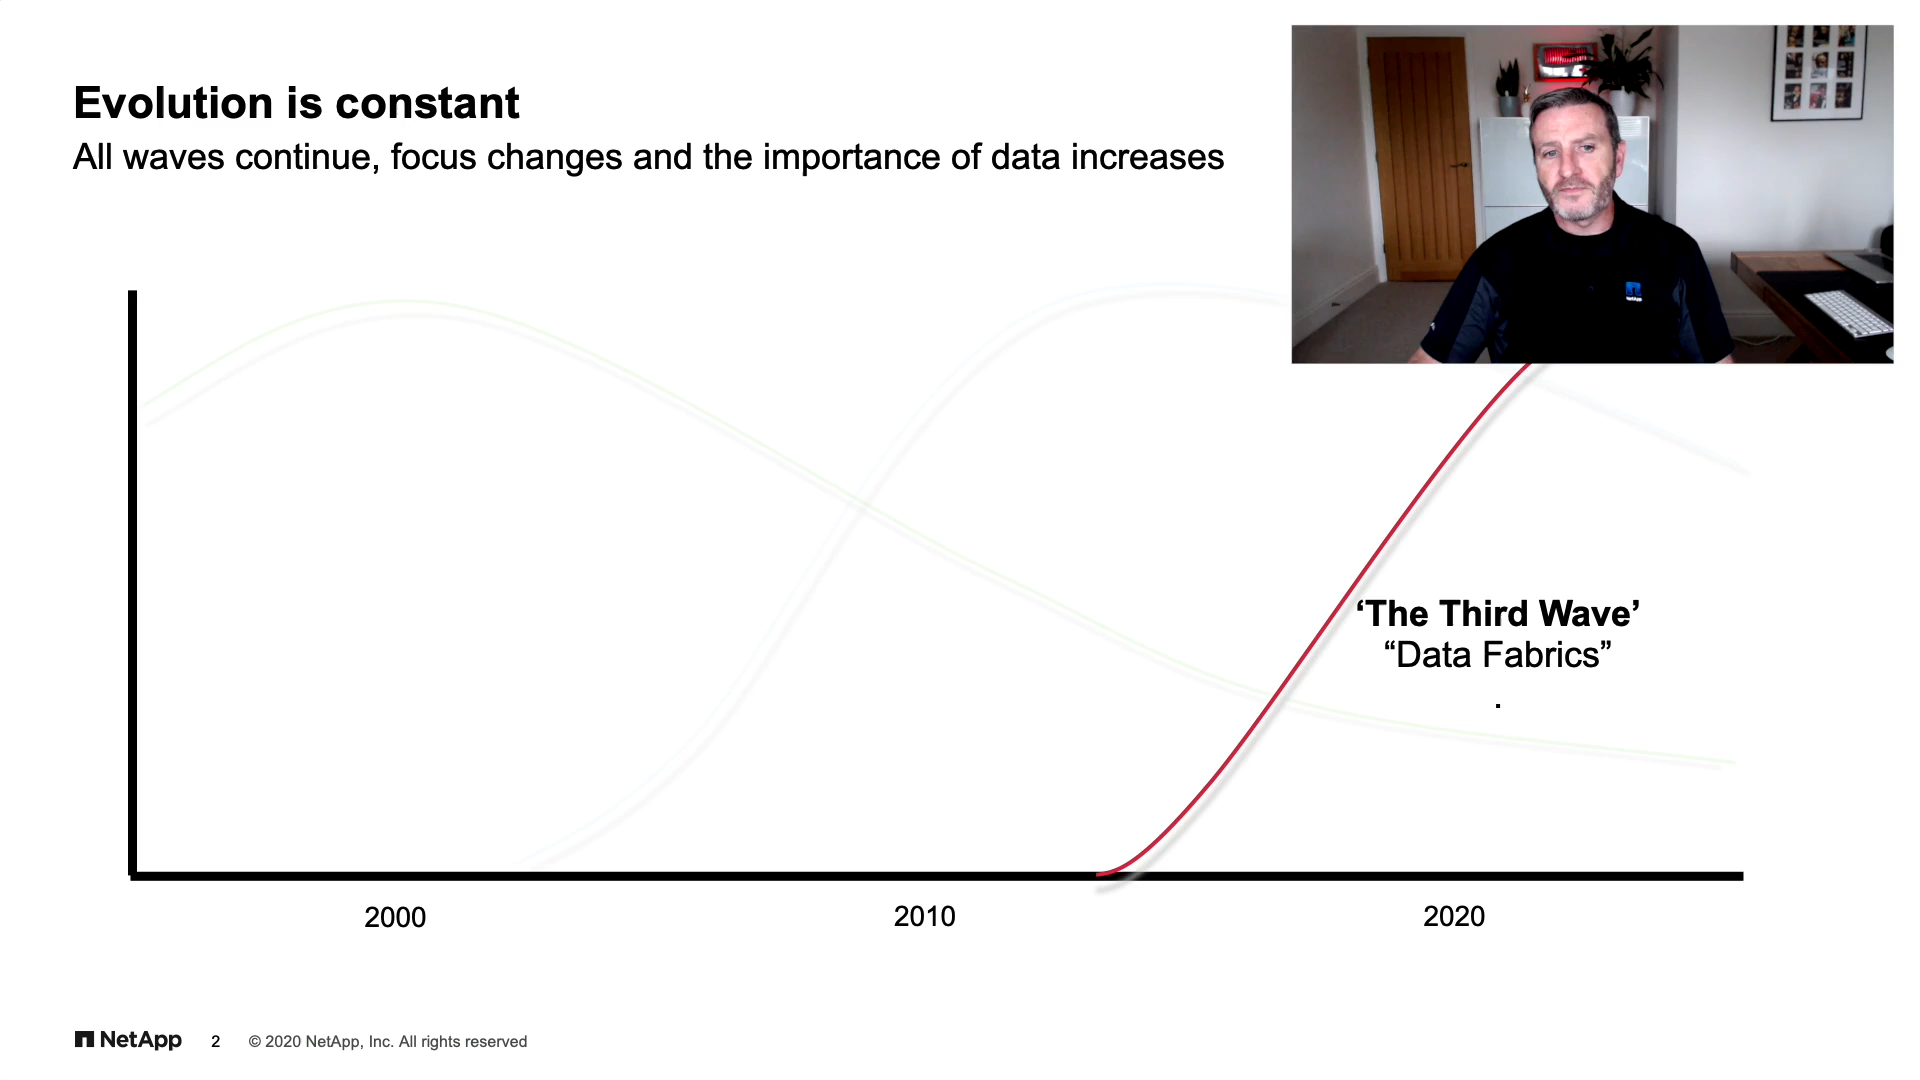 Evolution is constant
All waves continue, focus changes and the importance of data increases
NetApp
‘The Third Wave’
“Data Fabrics”
.
2000
2010
2020
NetApp
2
© 2020 NetApp, Inc. All rights reserved